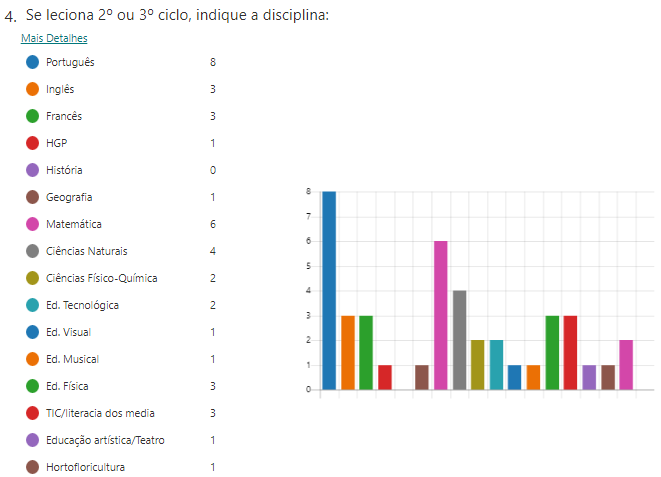 4. Se leciona 2º ou 3º ciclo, indique a disciplina:
Mais Detalhes
Português 8
Inglês 3
Francês 3
HGP 1
História 0
Geografia 1
Matemática 6
Ciências Naturais 4
Ciências Físico-Química 2
Ed. Tecnológica 2
Ed. Visual 1
Ed. Musical 1
Ed. Física 3
TIC/literacia dos media 3
Educação artística/Teatro 1
Hortofloricultura 1
8
7
6
5
4
3
2
1
0